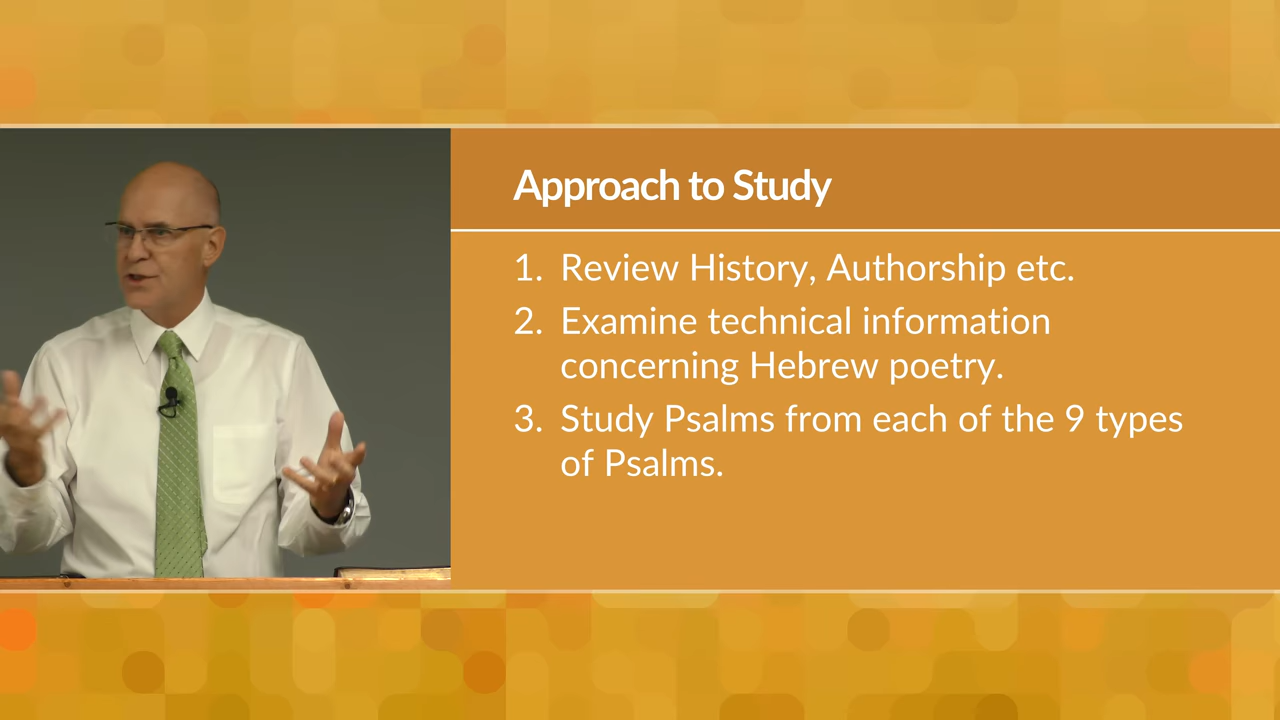 Approach to Study
1. Review History, Authorship etc.
2. Examine technical information
concerning Hebrew poetry.
3. Study Psalms from each of the 9 types
of Psalms.